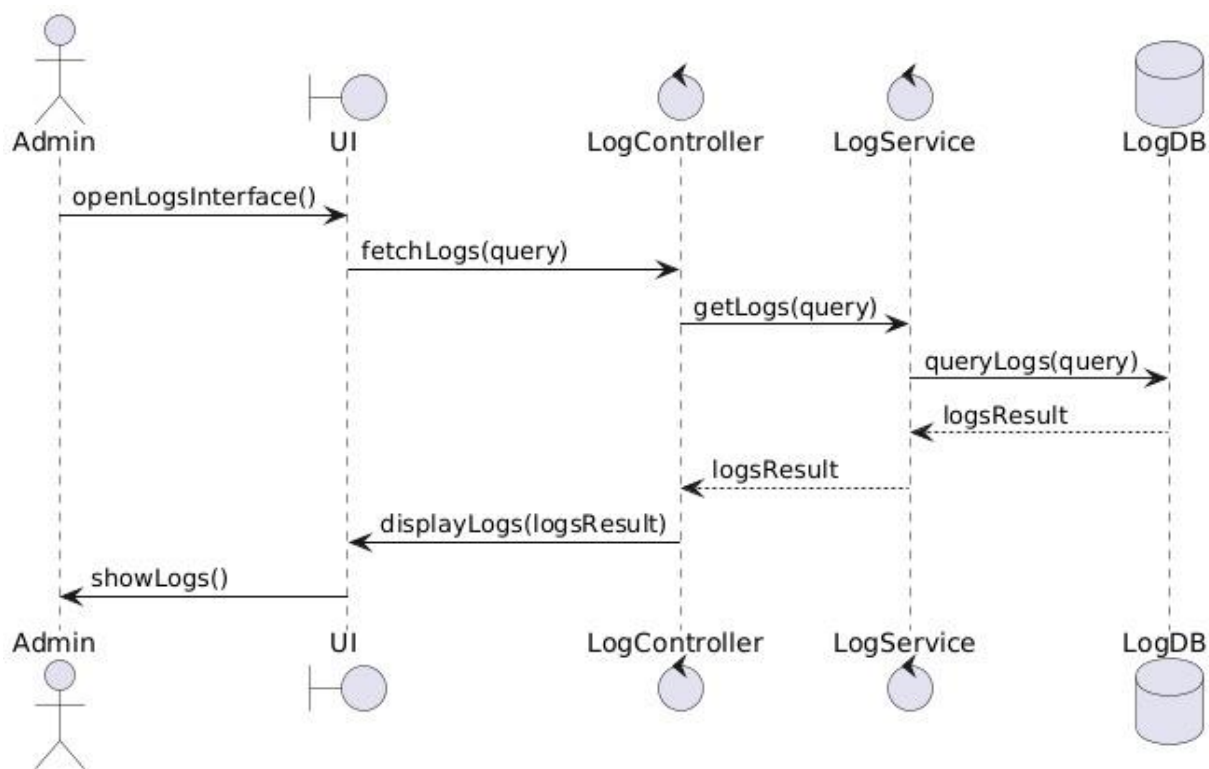 Admin UI LogController LogService LogDB
openLogsInterface()
fetchLogs(query)
getLogs(query)
queryLogs(query)
logsResult
logsResult
displayLogs(logsResult)
showLogs()
Admin UI LogController LogService LogDB